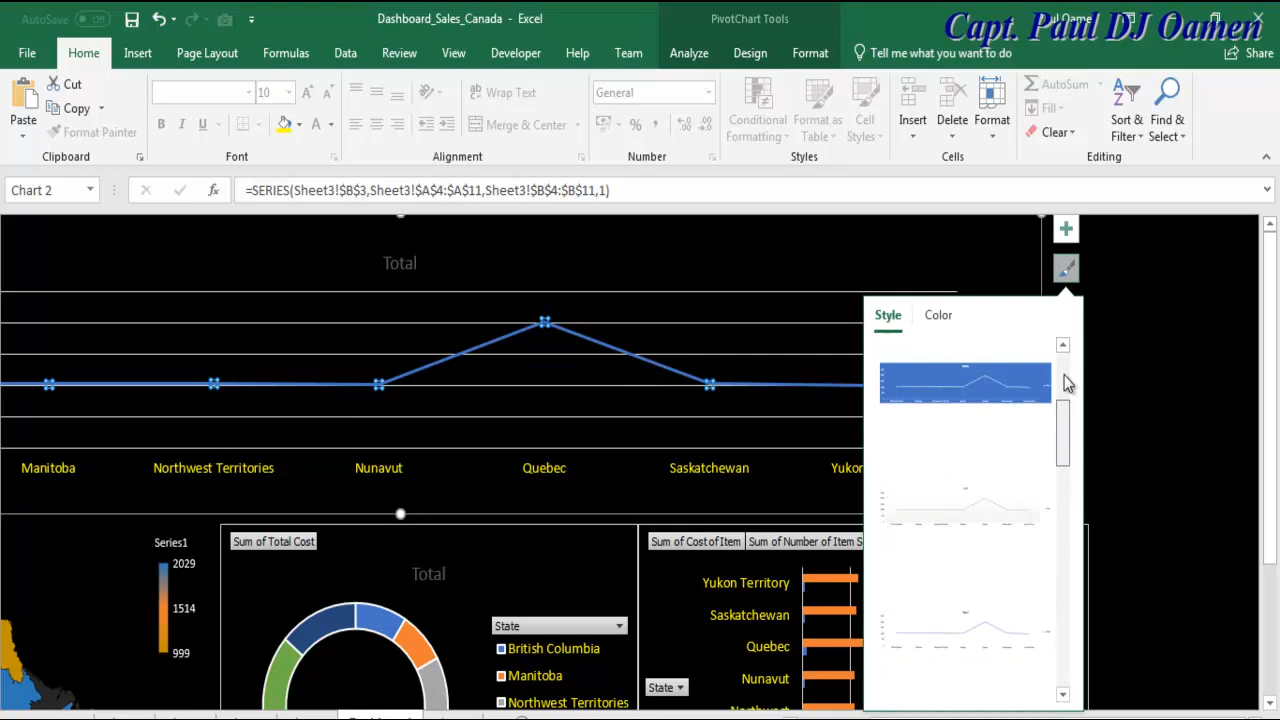 AutoSave Off
Dashboard_Sales_Canada - Excel
PivotChart Tools
Capt. Paul DJ Oamen
File Home Insert Page Layout Formulas Data Review View Developer Help Team Analyze Design Format Tell me what you want to do Share
Paste
Cut
Copy
Format Painter
Clipboard
10
B I U
Font
Wrap Text
Merge & Center
Alignment
General
Number
Conditional Formatting
Format as Table
Cell Styles
Styles
Insert
Delete
Format
Cells
AutoSum
Fill
Clear
Sort & Filter
Find & Select
Editing
Chart 2
fx
=SERIES(Sheet3!$B$3,Sheet3!$A$4:$A$11,Sheet3!$B$4:$B$11,1)
Total
Style
Color
Manitoba
Northwest Territories
Nunavut
Quebec
Saskatchewan
Yukon
Series1
2029
1514
999
Sum of Total Cost
Total
State
British Columbia
Manitoba
Northwest Territories
Sum of Cost of Item
Sum of Number of Item S
Yukon Territory
Saskatchewan
Quebec
Nunavut
State